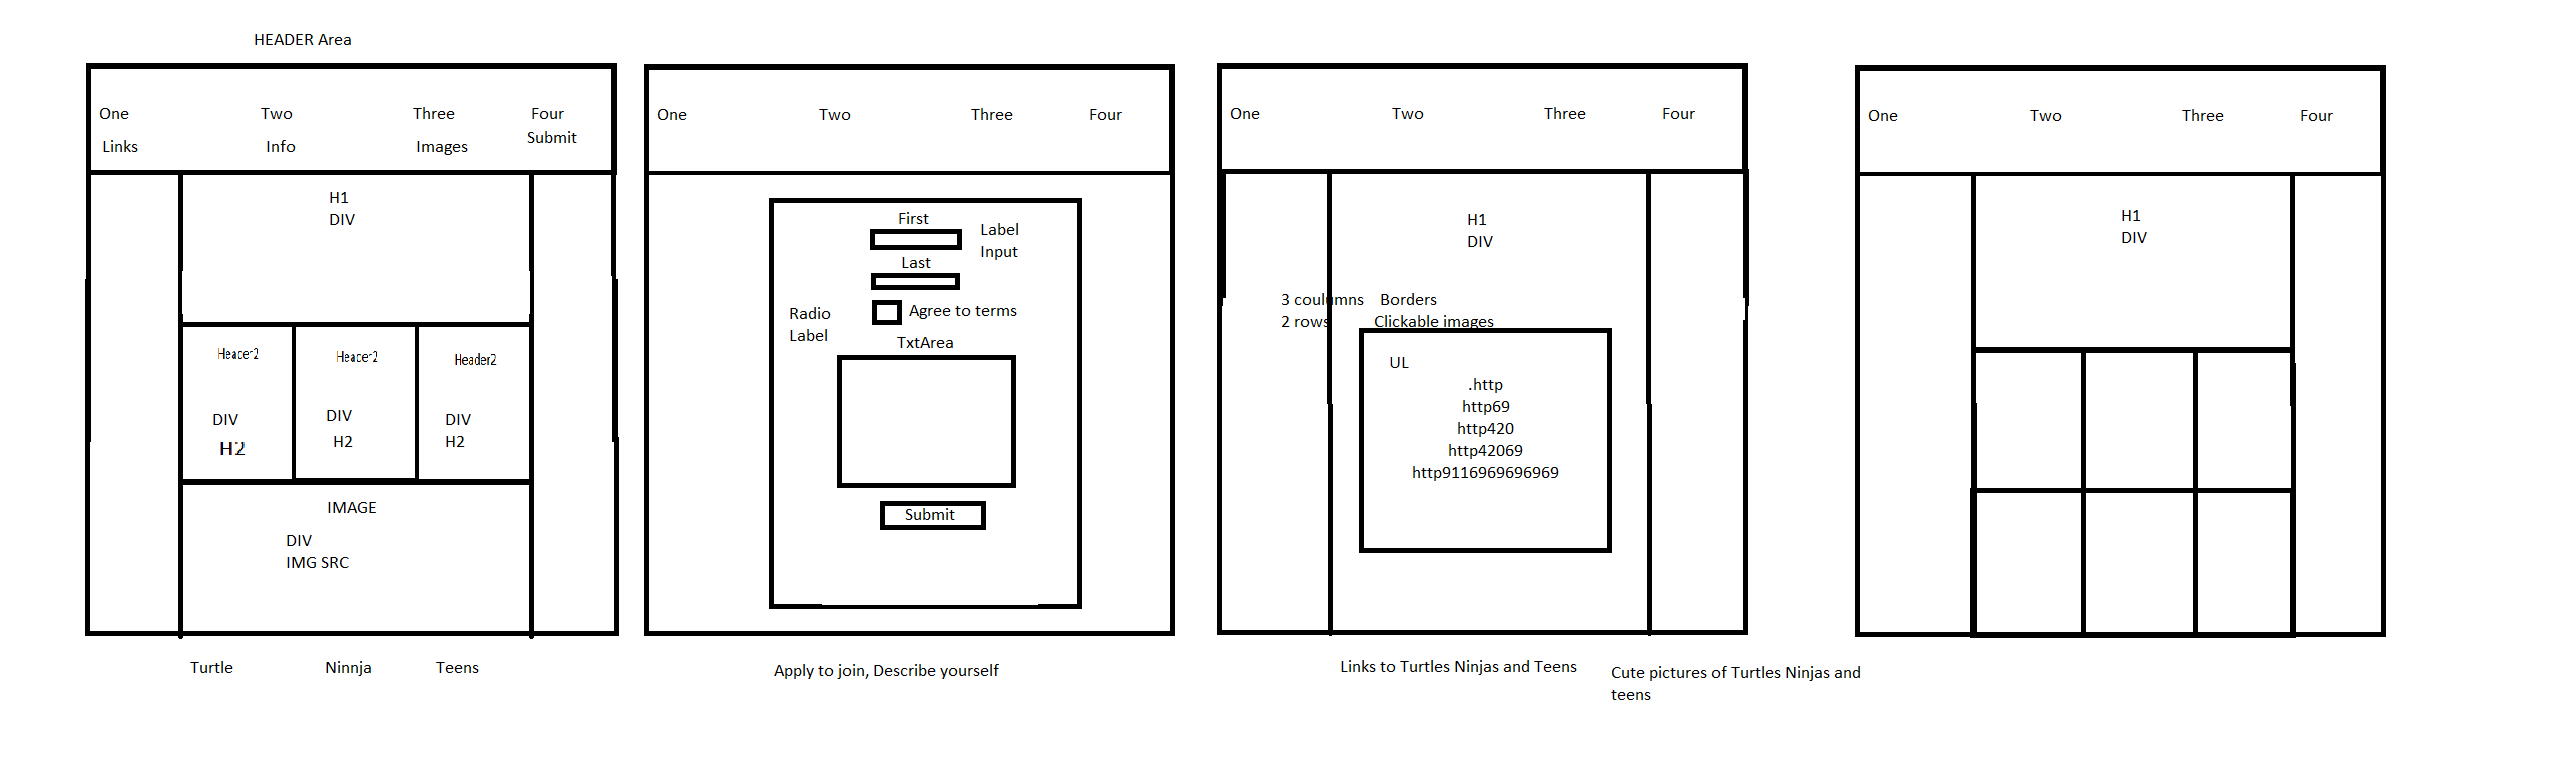 HEADER Area
One Two Three Four
Links Info Images Submit
H1
DIV
Heacer2 Heacer2 Header2
DIV DIV DIV
H2 H2 H2
IMAGE
DIV
IMG SRC
Turtle Ninnja Teens
One Two Three Four
First
Label
Input
Last
Radio
Label
Agree to terms
TxtArea
Submit
Apply to join, Describe yourself
One Two Three Four
H1
DIV
3 coulumns Borders
2 rows Clickable images
UL
.http
http69
http420
http42069
http9116969696969
Links to Turtles Ninjas and Teens
One Two Three Four
H1
DIV
Cute pictures of Turtles Ninjas and
teens